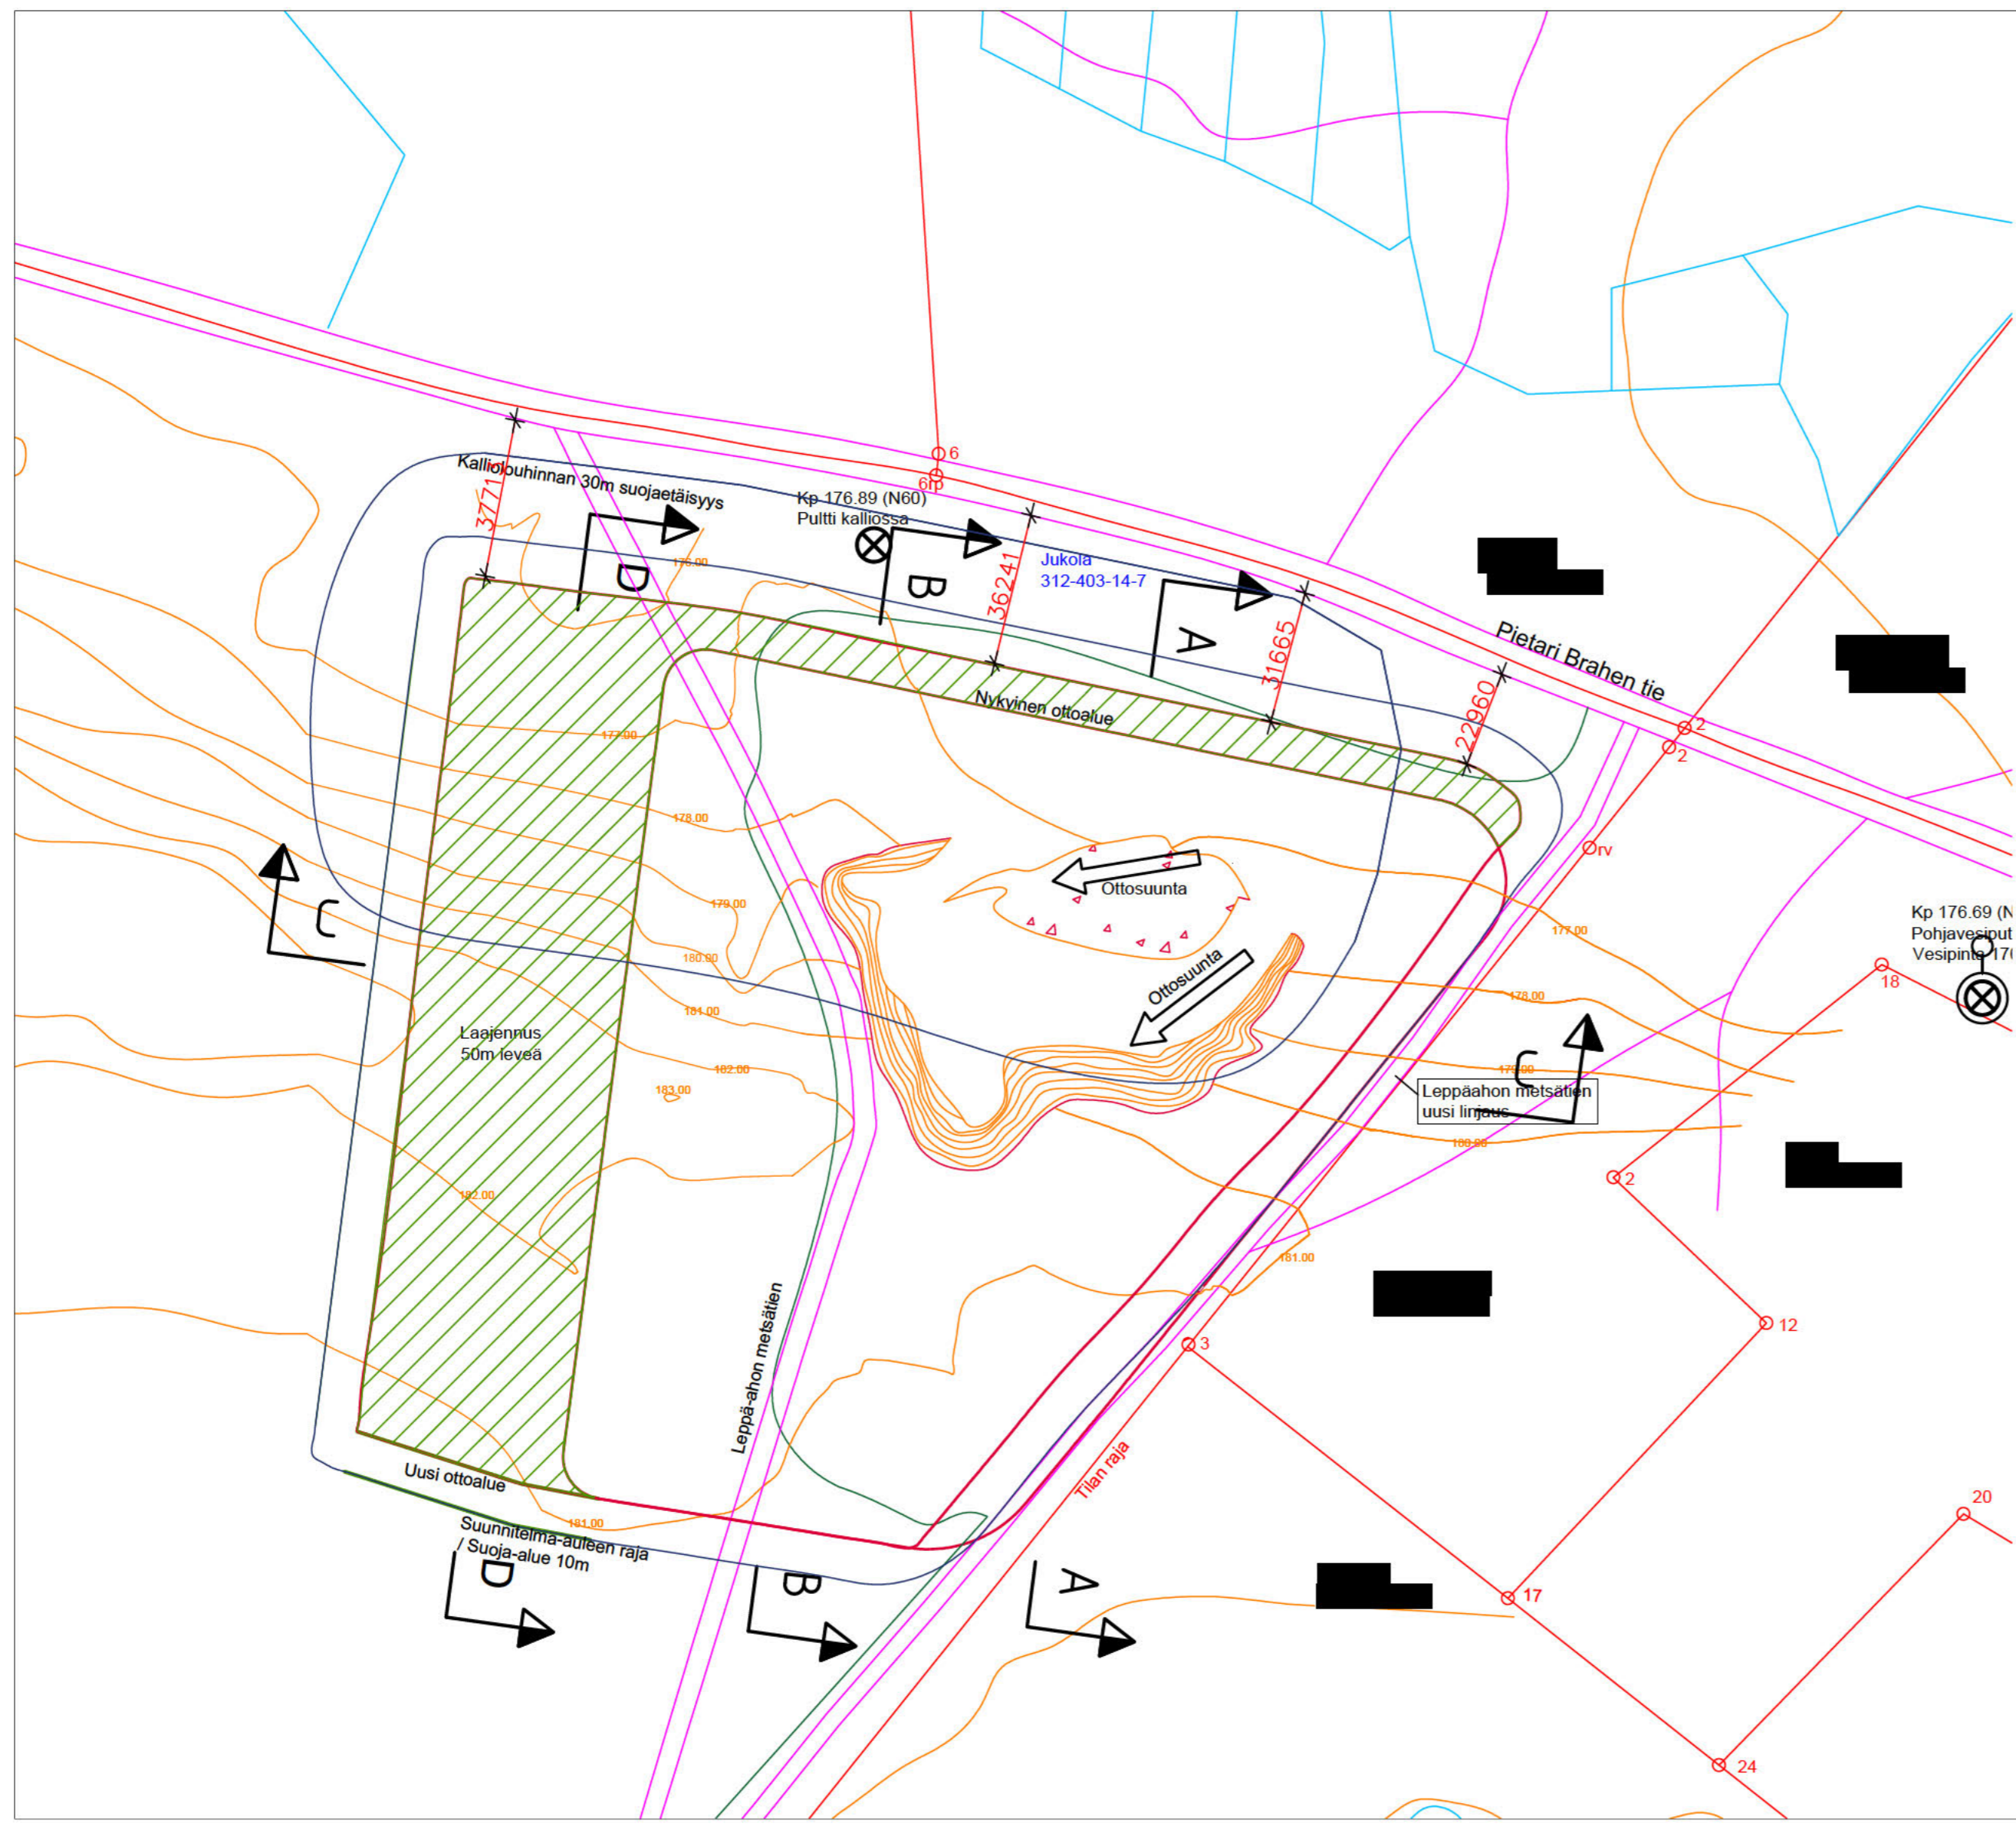 6
6rp
Kalliolouhinnan 30m suojaetäisyys
37715
Kp 176.89 (N60)
Pultti kalliossa
176.00
D
B
36241
Jukola
312-403-14-7
A
31665
Pietari Brahen tie
22960
2
2
Nykyinen ottoalue
177.00
178.00
rv
Ottosuunta
179.00
C
177.00
Kp 176.69 (N
Pohjavesiput
Vesipinta 17
18
180.00
Ottosuunta
178.00
181.00
Laajennus
50m leveä
182.00
179.00
C
183.00
Leppäahon metsätien
uusi linjaus
180.00
2
182.00
181.00
12
3
Leppä-ahon metsätien
Tilan raja
Uusi ottoalue
20
181.00
Suunnitelma-auleen raja
/ Suoja-alue 10m
D
B
A
17
24